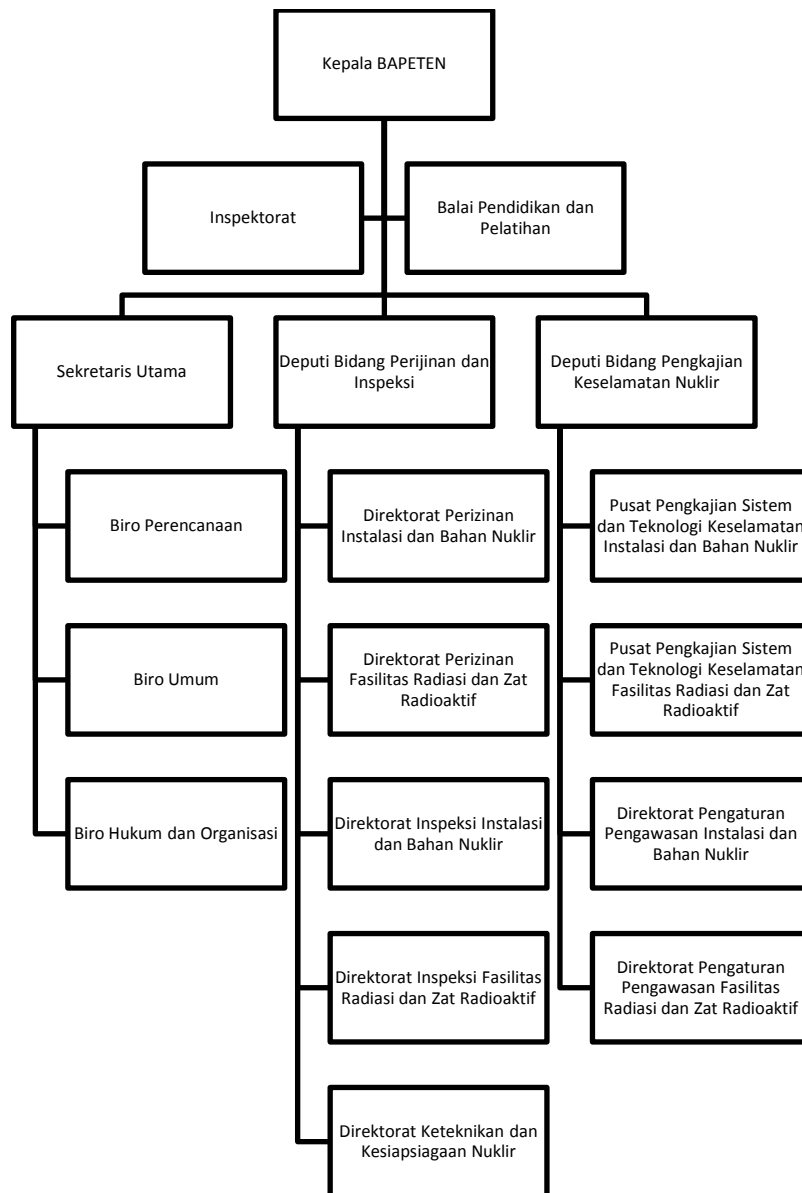 Kepala BAPETEN
Inspektorat
Balai Pendidikan dan
Pelatihan
Sekretaris Utama
Deputi Bidang Perijinan dan
Inspeksi
Deputi Bidang Pengkajian
Keselamatan Nuklir
Biro Perencanaan
Biro Umum
Biro Hukum dan Organisasi
Direktorat Perizinan
Instalasi dan Bahan Nuklir
Direktorat Perizinan
Fasilitas Radiasi dan Zat
Radioaktif
Direktorat Inspeksi Instalasi
dan Bahan Nuklir
Direktorat Inspeksi Fasilitas
Radiasi dan Zat Radioaktif
Direktorat Keteknikan dan
Kesiapsiagaan Nuklir
Pusat Pengkajian Sistem
dan Teknologi Keselamatan
Instalasi dan Bahan Nuklir
Pusat Pengkajian Sistem
dan Teknologi Keselamatan
Fasilitas Radiasi dan Zat
Radioaktif
Direktorat Pengaturan
Pengawasan Instalasi dan
Bahan Nuklir
Direktorat Pengaturan
Pengawasan Fasilitas
Radiasi dan Zat Radioaktif